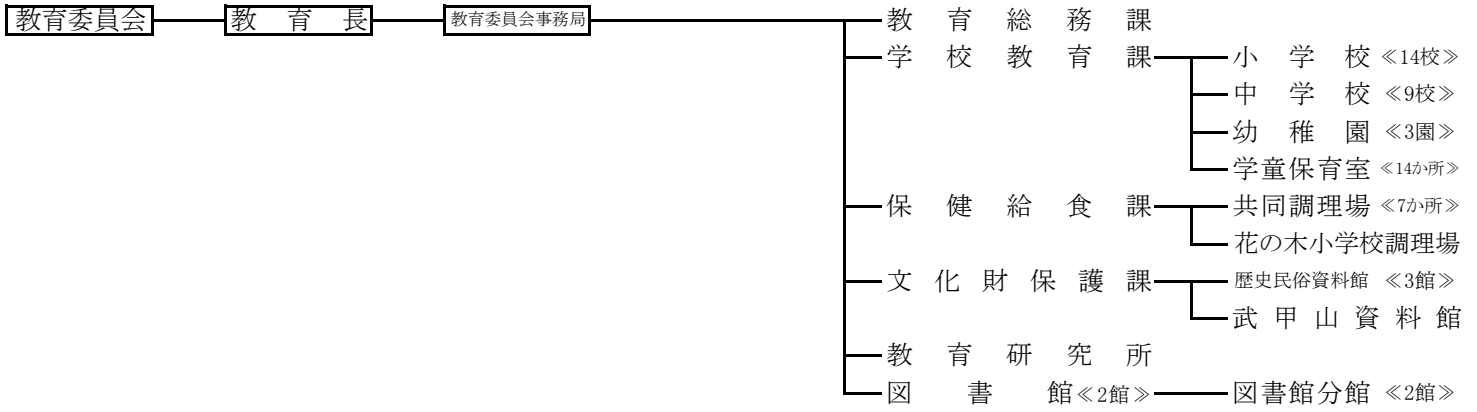 教育委員会 教育長 教育委員会事務局 教育総務課
学校教育課 小学校 ≪14校≫
中学校 ≪9校≫
幼稚園 ≪3園≫
学童保育室 ≪14か所≫
保健給食課 共同調理場 ≪7か所≫
花の木小学校調理場
文化財保護課 歴史民俗資料館 ≪3館≫
武甲山資料館
教育研究所
図書館≪2館≫ 図書館分館 ≪2館≫